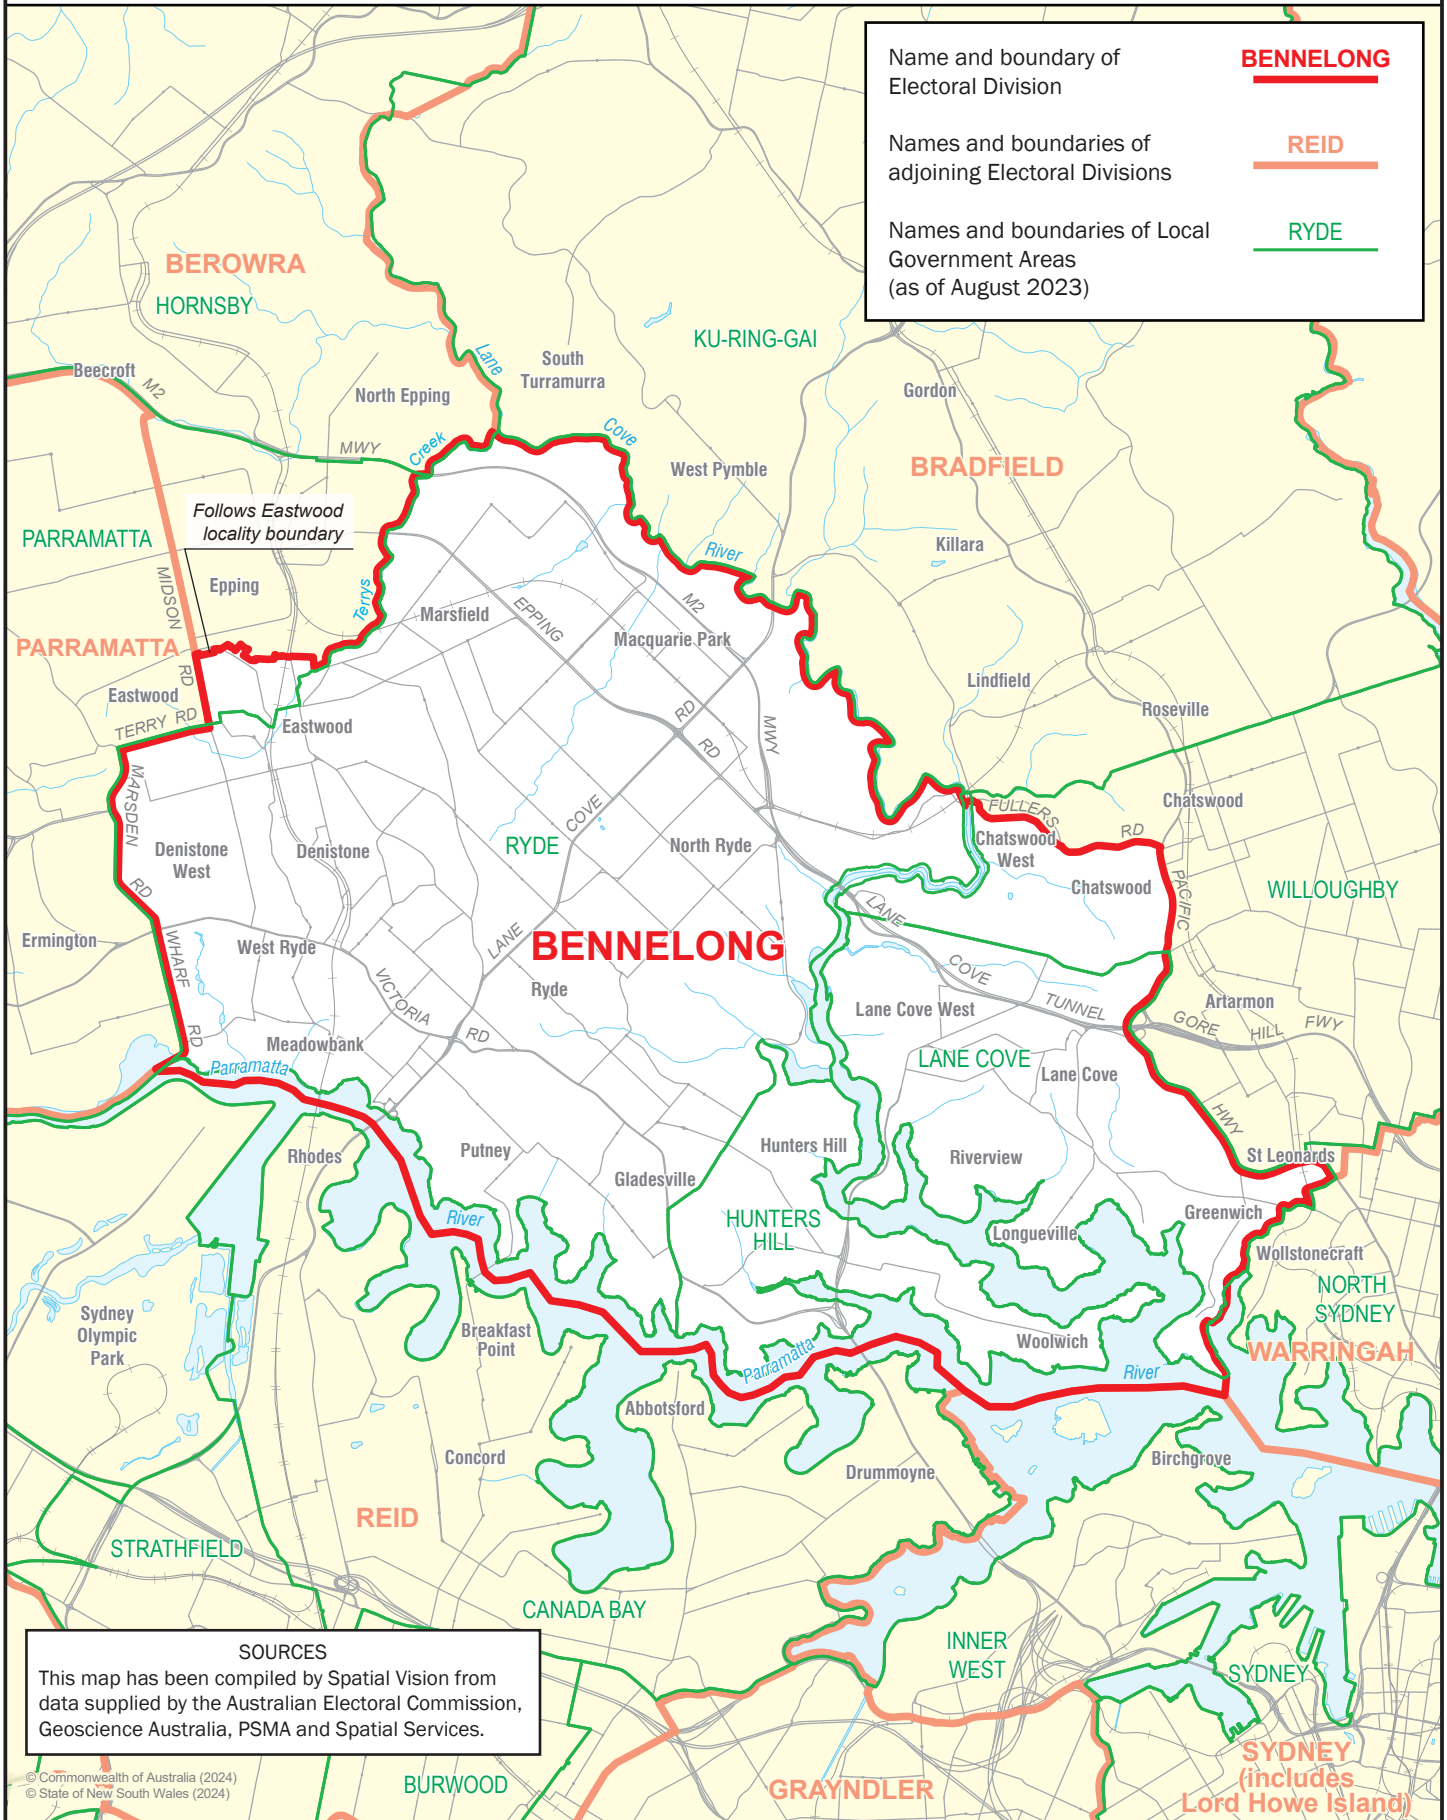 Name and boundary of
Electoral Division
BENNELONG
Names and boundaries of
adjoining Electoral Divisions
REID
Names and boundaries of Local
Government Areas
(as of August 2023)
RYDE
BEROWRA
HORNSBY
KU-RING-GAI
Lane
South
Turramurra
Beecroft
M2
North Epping
Gordon
MWY
Creek
Cove
West Pymble
BRADFIELD
Follows Eastwood
locality boundary
PARRAMATTA
River
Killara
MIDSON
Epping
Terrys
Marsfield
EPPING
M2
Macquarie Park
PARRAMATTA
RD
Lindfield
Eastwood
TERRY RD
Eastwood
RD
RD
MWY
Roseville
MARSDEN
Chatswood
FULLERS
RD
COVE
Denistone
West
Denistone
RYDE
North Ryde
Chatswood
West
Chatswood
PACIFIC
WILLOUGHBY
RD
LANE
Ermington
WHARF
West Ryde
LANE
BENNELONG
COVE
VICTORIA
Ryde
Lane Cove West
TUNNEL
Artarmon
GORE
HILL
FWY
RD
RD
Meadowbank
LANE COVE
Lane Cove
Parramatta
HWY
Rhodes
Putney
Hunters Hill
Riverview
St Leonards
Gladesville
River
HUNTERS
HILL
Longueville
Greenwich
Wollstonecraft
NORTH
SYDNEY
Sydney
Olympic
Park
Breakfast
Point
Parramatta
Woolwich
WARRINGAH
River
Abbotsford
Concord
Drummoyne
Birchgrove
REID
STRATHFIELD
CANADA BAY
INNER
WEST
SYDNEY
SOURCES
This map has been compiled by Spatial Vision from
data supplied by the Australian Electoral Commission,
Geoscience Australia, PSMA and Spatial Services.
© Commonwealth of Australia (2024)
© State of New South Wales (2024)
BURWOOD
GRAYNDLER
SYDNEY
(includes
Lord Howe Island)